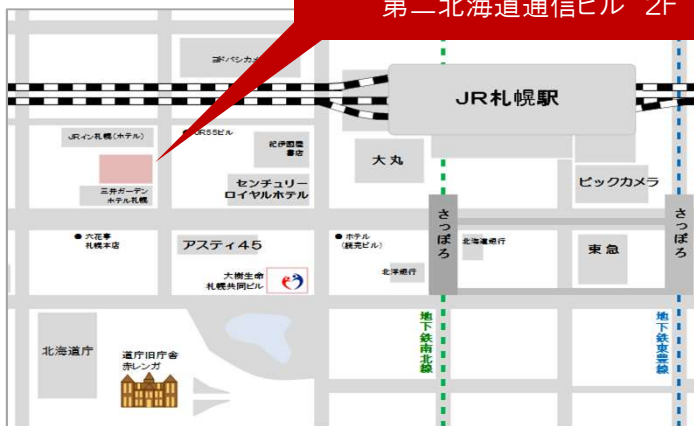 第二北海道通信ビル 2F
ヨドバシカメ
JR札幌駅
JRイン札幌(ホテル)
JR55ビル
紀伊國屋
書店
大丸
三井ガーデン
ホテル札幌
センチュリー
ロイヤルホテル
ビックカメラ
さっぽろ
さっぽろ
六花亭
札幌本店
アスティ45
ホテル
(読売ビル)
北海道銀行
東急
大樹生命
札幌共同ビル
北洋銀行
地下鉄南北線
地下鉄東豊線
北海道庁
道庁旧庁舎
赤レンガ